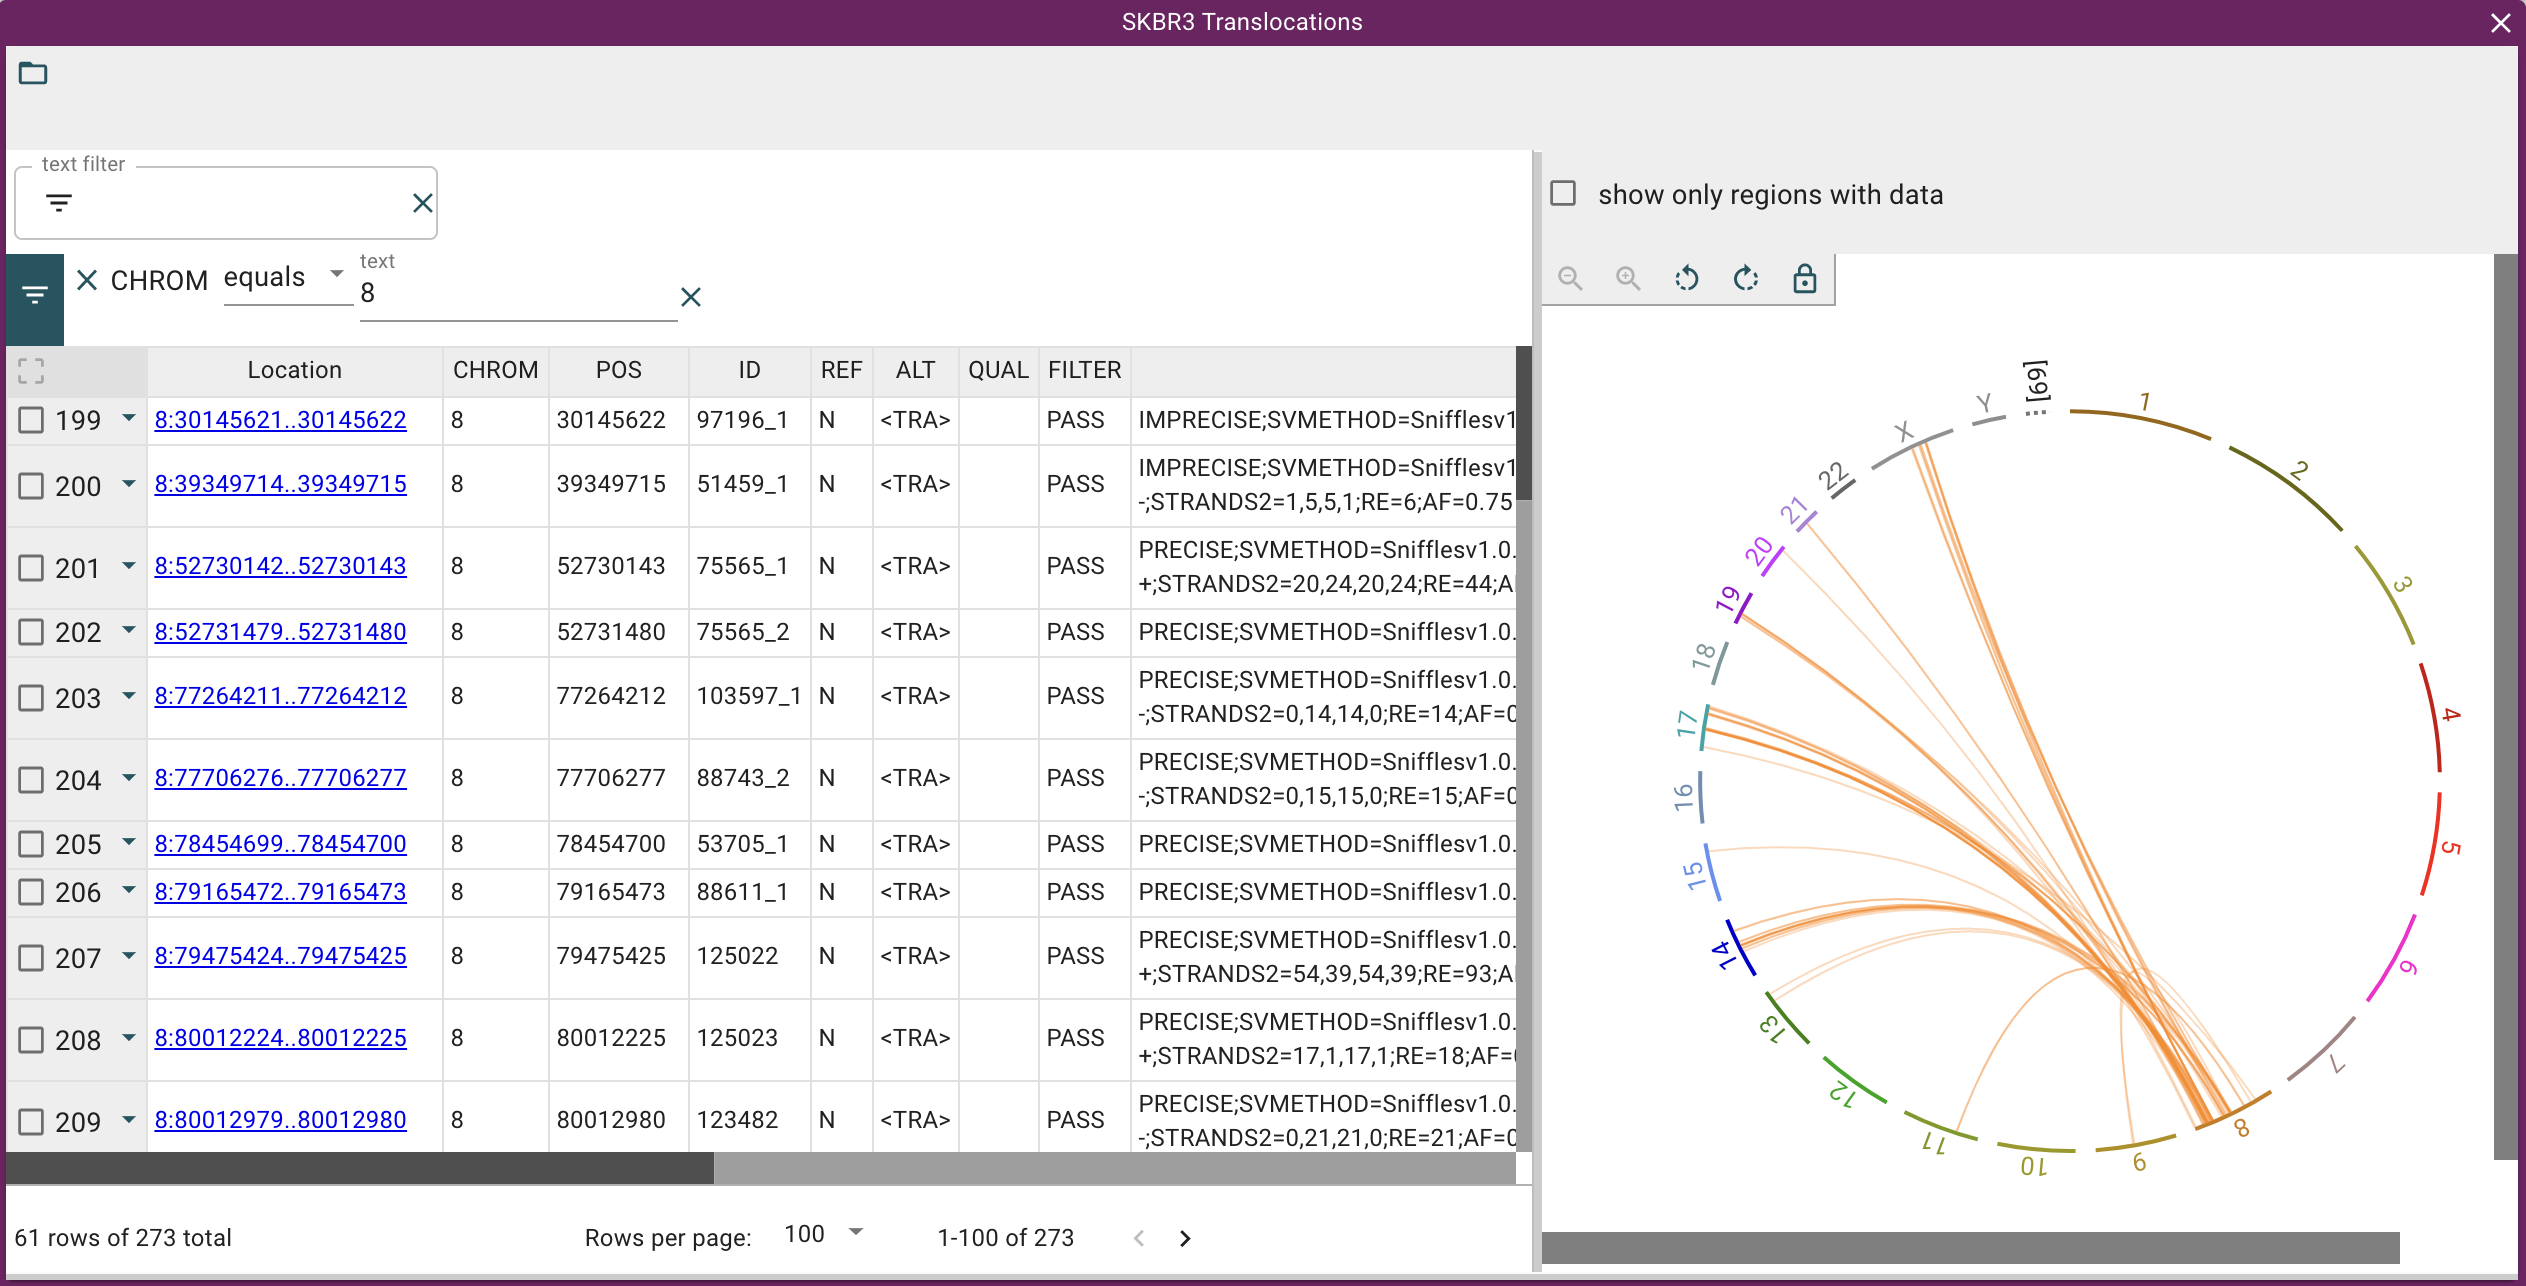 SKBR3 Translocations
text filter
show only regions with data
CHROM equals text 8
Location CHROM POS ID REF ALT QUAL FILTER
199 8:30145621..30145622 8 30145622 97196_1 N <TRA> PASS IMPRECISE;SVMETHOD=Snifflesv1
200 8:39349714..39349715 8 39349715 51459_1 N <TRA> PASS IMPRECISE;SVMETHOD=Snifflesv1
-;STRANDS2=1,5,5,1;RE=6;AF=0.75
201 8:52730142..52730143 8 52730143 75565_1 N <TRA> PASS PRECISE;SVMETHOD=Snifflesv1.0.
+;STRANDS2=20,24,20,24;RE=44;A
202 8:52731479..52731480 8 52731480 75565_2 N <TRA> PASS PRECISE;SVMETHOD=Snifflesv1.0.
203 8:77264211..77264212 8 77264212 103597_1 N <TRA> PASS PRECISE;SVMETHOD=Snifflesv1.0.
-;STRANDS2=0,14,14,0;RE=14;AF=0
204 8:77706276..77706277 8 77706277 88743_2 N <TRA> PASS PRECISE;SVMETHOD=Snifflesv1.0.
-;STRANDS2=0,15,15,0;RE=15;AF=0
205 8:78454699..78454700 8 78454700 53705_1 N <TRA> PASS PRECISE;SVMETHOD=Snifflesv1.0.
206 8:79165472..79165473 8 79165473 88611_1 N <TRA> PASS PRECISE;SVMETHOD=Snifflesv1.0.
207 8:79475424..79475425 8 79475425 125022 N <TRA> PASS PRECISE;SVMETHOD=Snifflesv1.0.
+;STRANDS2=54,39,54,39;RE=93;A
208 8:80012224..80012225 8 80012225 125023 N <TRA> PASS PRECISE;SVMETHOD=Snifflesv1.0.
+;STRANDS2=17,1,17,1;RE=18;AF=
209 8:80012979..80012980 8 80012980 123482 N <TRA> PASS PRECISE;SVMETHOD=Snifflesv1.0.
-;STRANDS2=0,21,21,0;RE=21;AF=0
61 rows of 273 total
Rows per page: 100
1-100 of 273
1
2
3
4
5
6
7
8
9
10
11
12
13
14
15
16
17
18
19
20
21
22
X
Y
[69]